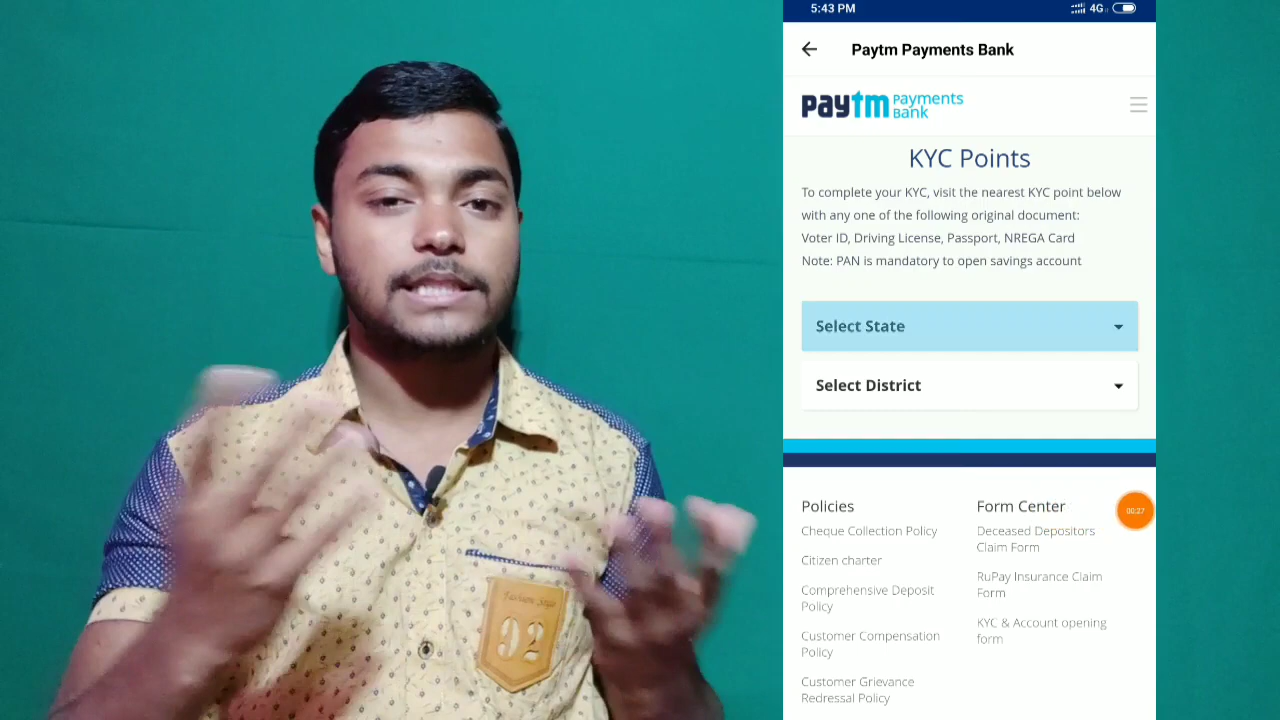 5:43 PM
4G
Paytm Payments Bank
paytm payments
Bank
KYC Points
To complete your KYC, visit the nearest KYC point below
with any one of the following original document:
Voter ID, Driving License, Passport, NREGA Card
Note: PAN is mandatory to open savings account
Select State
Select District
Policies
Cheque Collection Policy
Citizen charter
Comprehensive Deposit
Policy
Customer Compensation
Policy
Customer Grievance
Redressal Policy
Form Center
Deceased Depositors
Claim Form
RuPay Insurance Claim
Form
KYC & Account opening
form
00:27
02